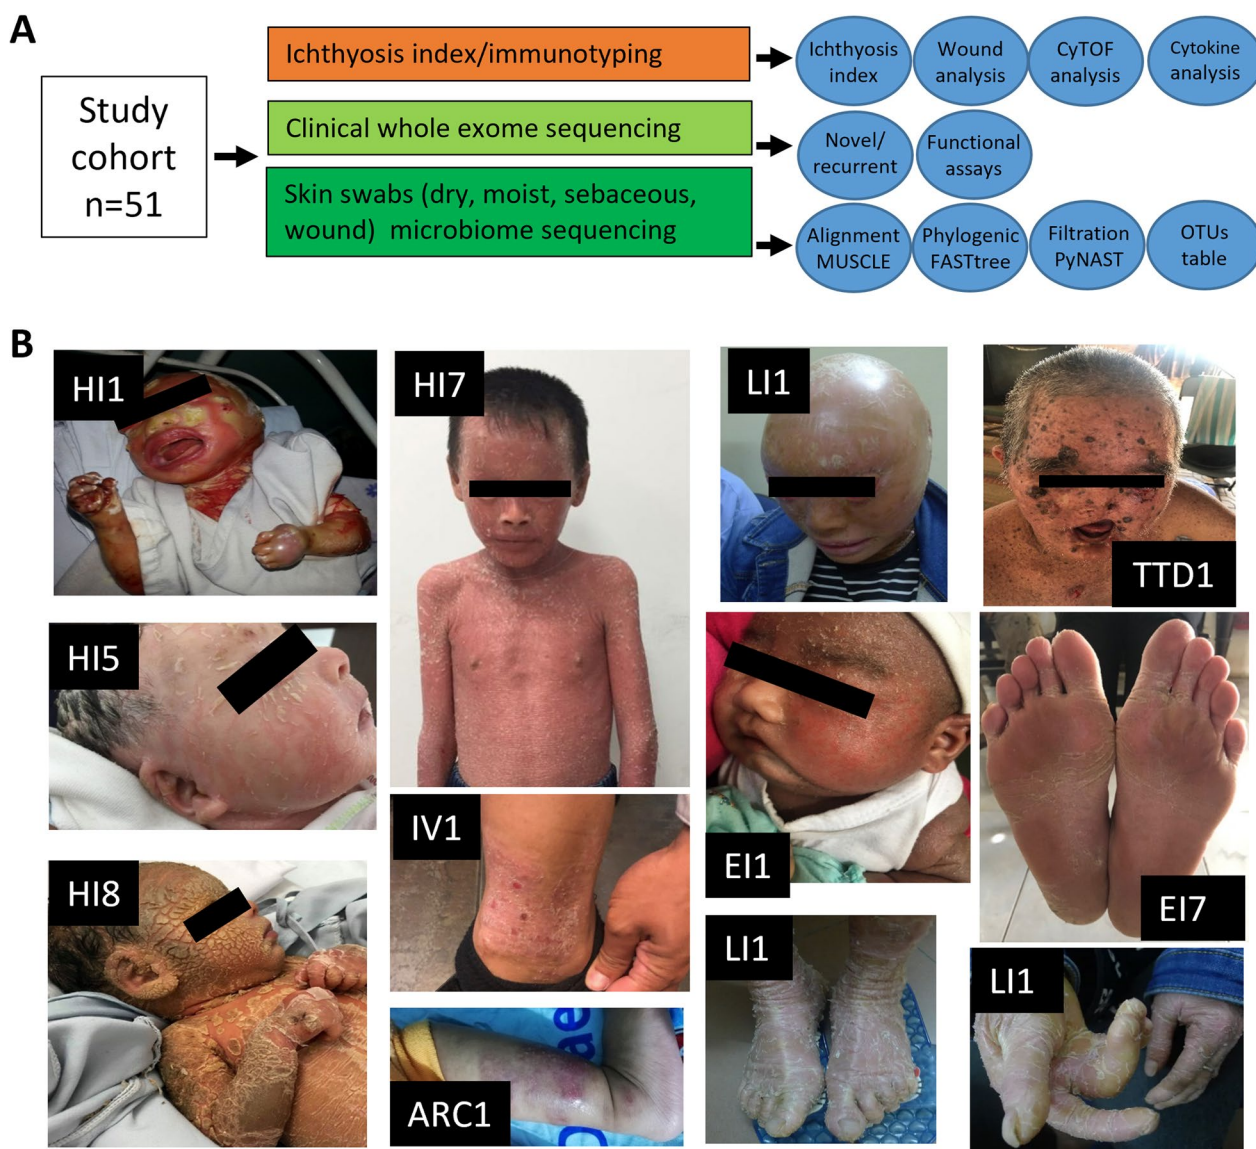 A
Study
cohort
n=51
Ichthyosis index/immunotyping
Ichthyosis
index
Wound
analysis
CyTOF
analysis
Cytokine
analysis
Clinical whole exome sequencing
Novel/
recurrent
Functional
assays
Skin swabs (dry, moist, sebaceous,
wound) microbiome sequencing
Alignment
MUSCLE
Phylogenic
FASTtree
Filtration
PyNAST
OTUs
table
B
HI1
HI7
LI1
TTD1
HI5
IV1
EI1
EI7
HI8
ARC1
LI1
LI1